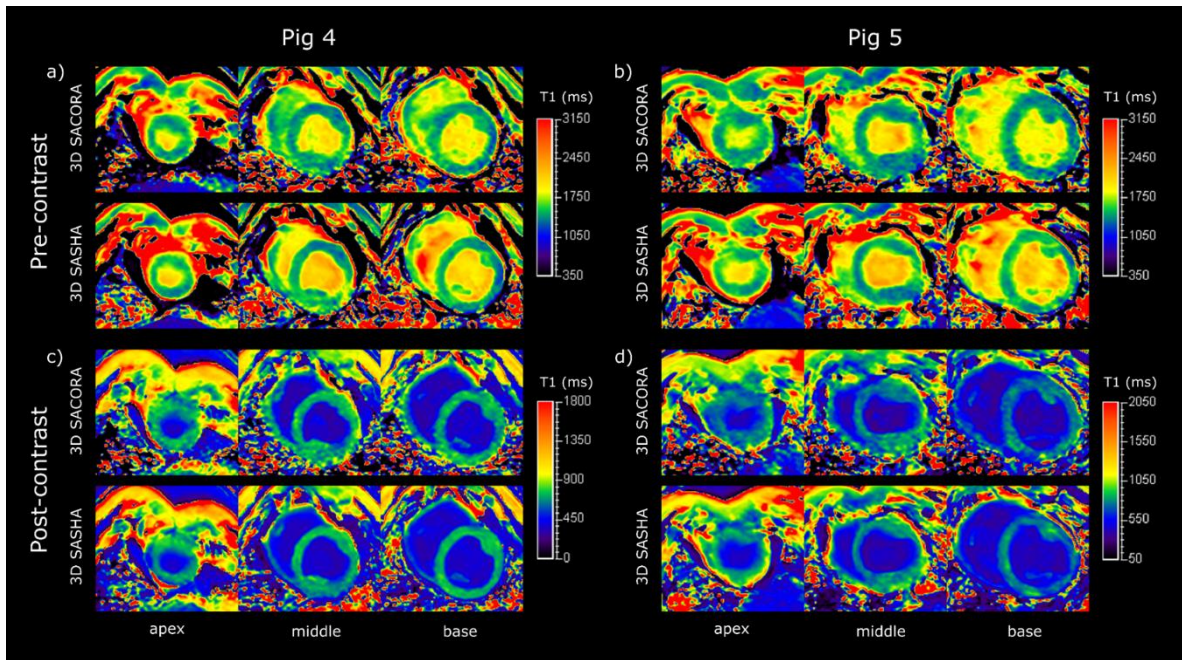 Pig 4
Pig 5
a)
b)
Pre-contrast
3D SACORA
3D SASHA
T1 (ms)
3150
2450
1750
1050
350
3D SACORA
3D SASHA
T1 (ms)
3150
2450
1750
1050
350
c)
d)
Post-contrast
3D SACORA
3D SASHA
T1 (ms)
1800
1350
900
450
0
3D SACORA
3D SASHA
T1 (ms)
2050
1550
1050
550
50
apex
middle
base
apex
middle
base